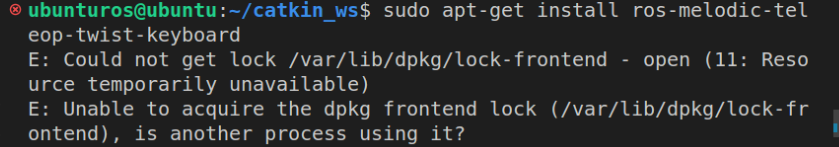 ubunturos@ubuntu:~/catkin_ws$ sudo apt-get install ros-melodic-tel
eop-twist-keyboard
E: Could not get lock /var/lib/dpkg/lock-frontend - open (11: Reso
urce temporarily unavailable)
E: Unable to acquire the dpkg frontend lock (/var/lib/dpkg/lock-fr
ontend), is another process using it?